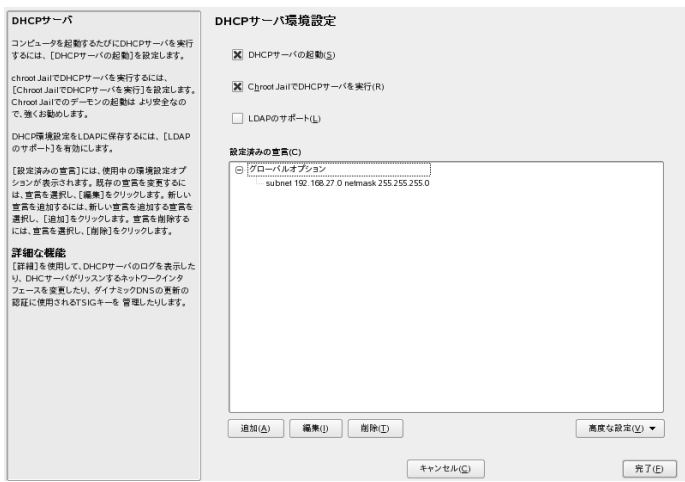 DHCPサーバ
コンピュータを起動するたびにDHCPサーバを実行
するには、[DHCPサーバの起動]を設定します。
chroot JailでDHCPサーバを実行するには、
[Chroot JailでDHCPサーバを実行]を設定します。
Chroot Jailでのデーモンの起動は より安全なの
で、強くお勧めします。
DHCP環境設定をLDAPに保存するには、[LDAP
のサポート]を有効にします。
[設定済みの宣言]には、使用中の環境設定オプ
ションが表示されます。既存の宣言を変更するに
は、宣言を選択し、[編集]をクリックします。新しい
宣言を追加するには、新しい宣言を追加する宣言を
選択し、[追加]をクリックします。宣言を削除する
には、宣言を選択し、[削除]をクリックします。
詳細な機能
[詳細]を使用して、DHCPサーバのログを表示した
り、DHCサーバがリッスンするネットワークインタ
フェースを変更したり、ダイナミックDNSの更新の
認証に使用されるTSIGキーを 管理したりします。
DHCPサーバ環境設定
DHCPサーバの起動(S)
Chroot JailでDHCPサーバを実行(R)
LDAPのサポート(L)
設定済みの宣言(C)
グローバルオプション
subnet 192.168.27.0 netmask 255.255.255.0
追加(A) 編集(I) 削除(T) 高度な設定(V)
キャンセル(C) 完了(F)